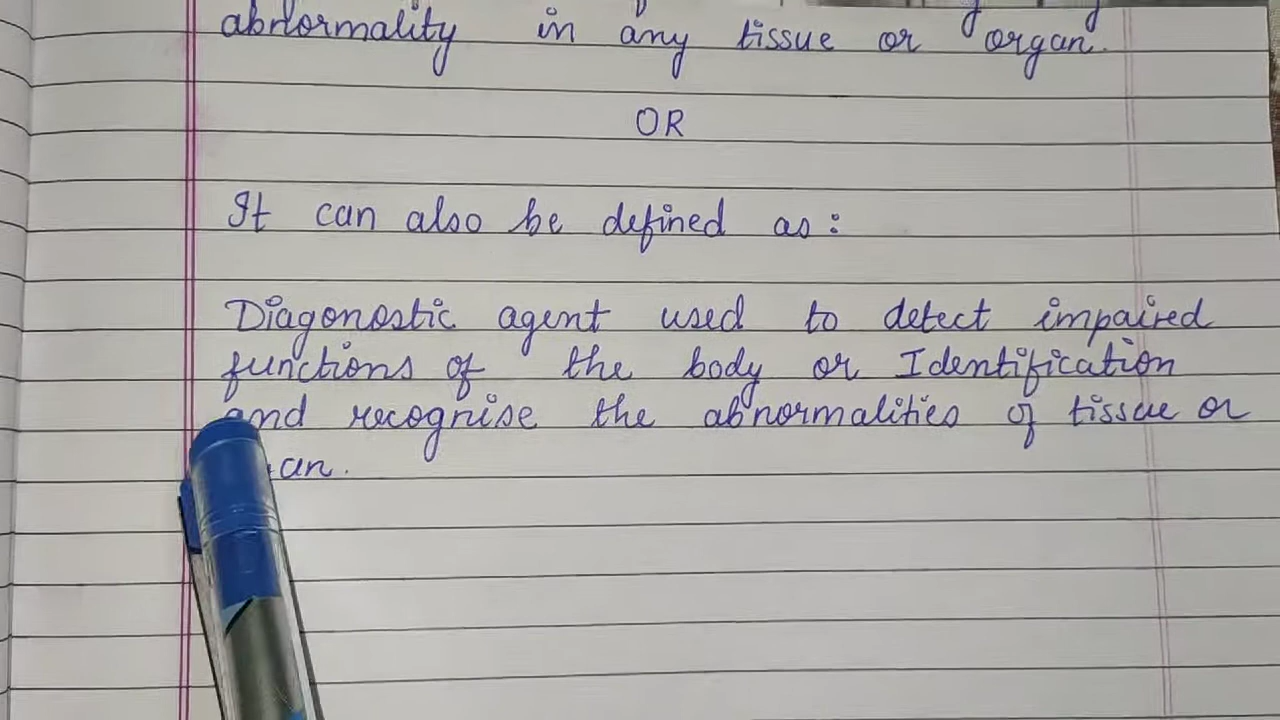 abnormality in any tissue or organ.
OR
It can also be defined as:
Diagonostic agent used to detect impaired
functions of the body or Identification
and recognise the abnormalities of tissue or
an.